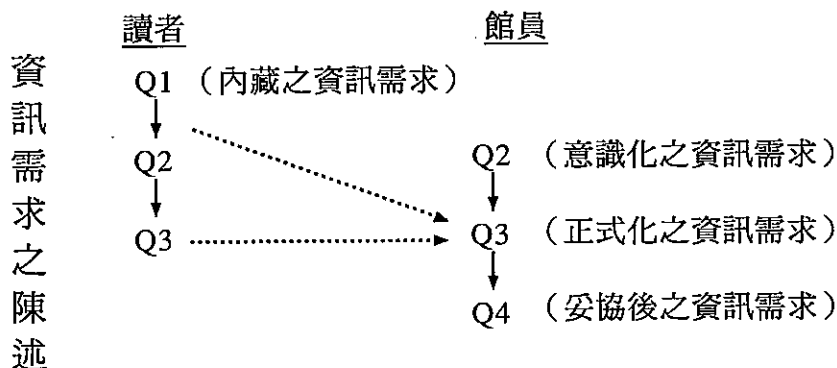 資訊需求之陳述
讀者
館員
Q1（內藏之資訊需求）
Q2
Q2（意識化之資訊需求）
Q3
Q3（正式化之資訊需求）
Q4（妥協後之資訊需求）